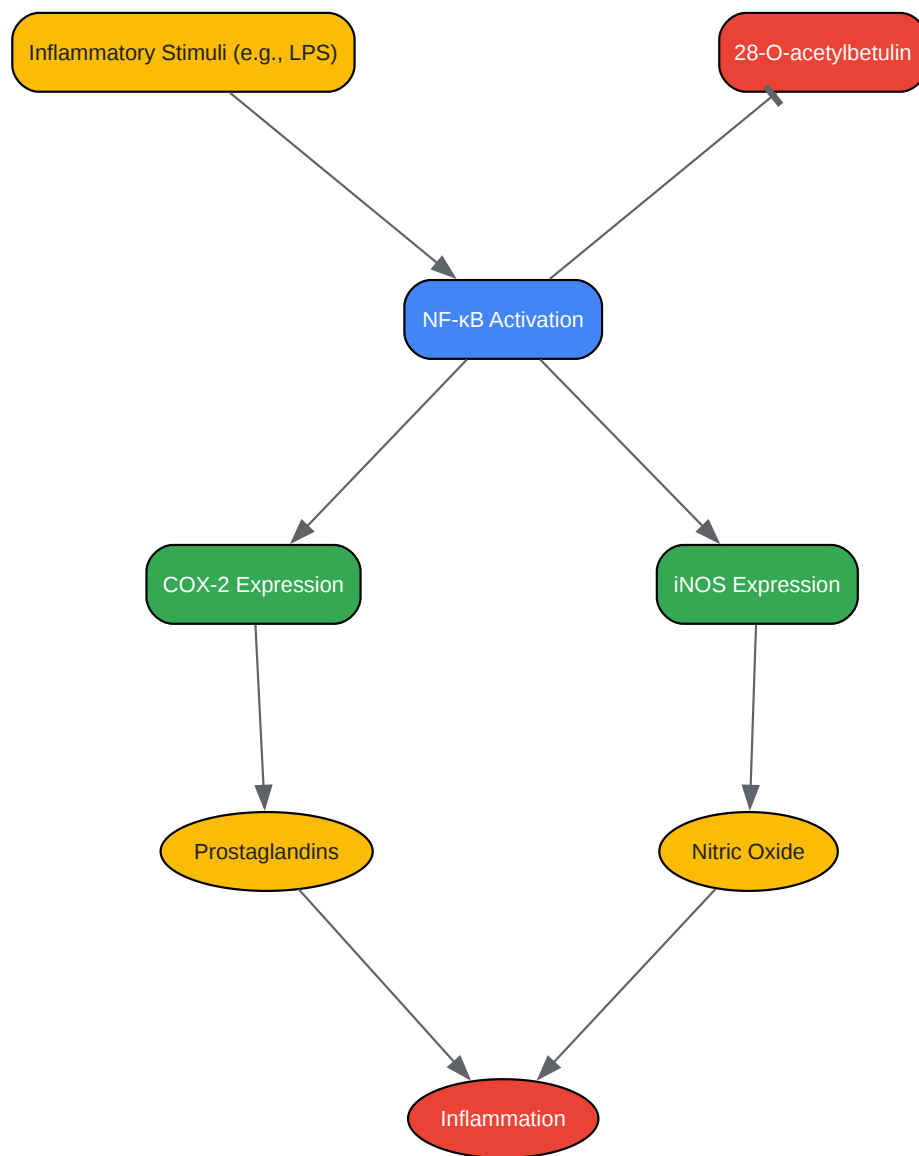 Inflammatory Stimuli (e.g., LPS)
28-O-acetylbetulin
NF-κB Activation
COX-2 Expression
iNOS Expression
Prostaglandins
Nitric Oxide
Inflammation